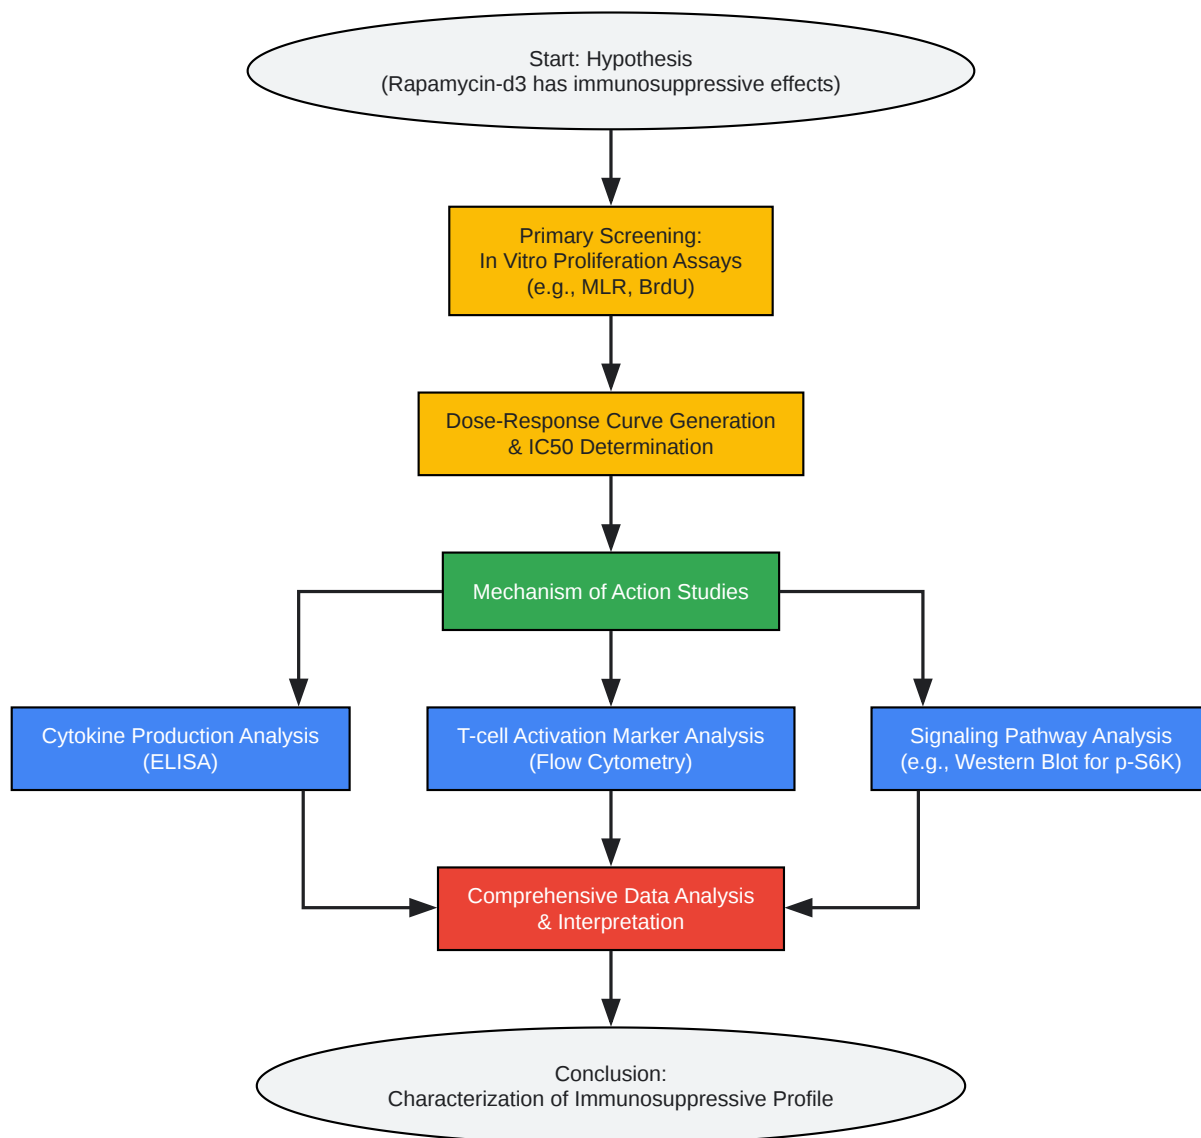 Start: Hypothesis
(Rapamycin-d3 has immunosuppressive effects)
Primary Screening:
In Vitro Proliferation Assays
(e.g., MLR, BrdU)
Dose-Response Curve Generation
& IC50 Determination
Mechanism of Action Studies
Cytokine Production Analysis
(ELISA)
T-cell Activation Marker Analysis
(Flow Cytometry)
Signaling Pathway Analysis
(e.g., Western Blot for p-S6K)
Comprehensive Data Analysis
& Interpretation
Conclusion:
Characterization of Immunosuppressive Profile